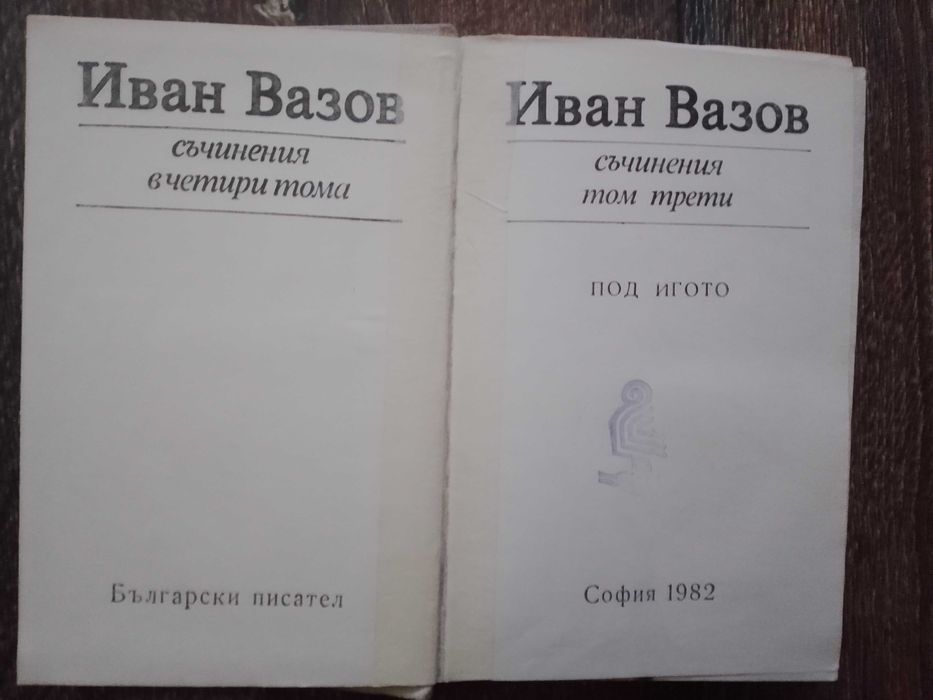 Иван Вазов
съчинения
в четири тома
Български писател
Иван Вазов
съчинения
том трети
ПОД ИГОТО
София 1982